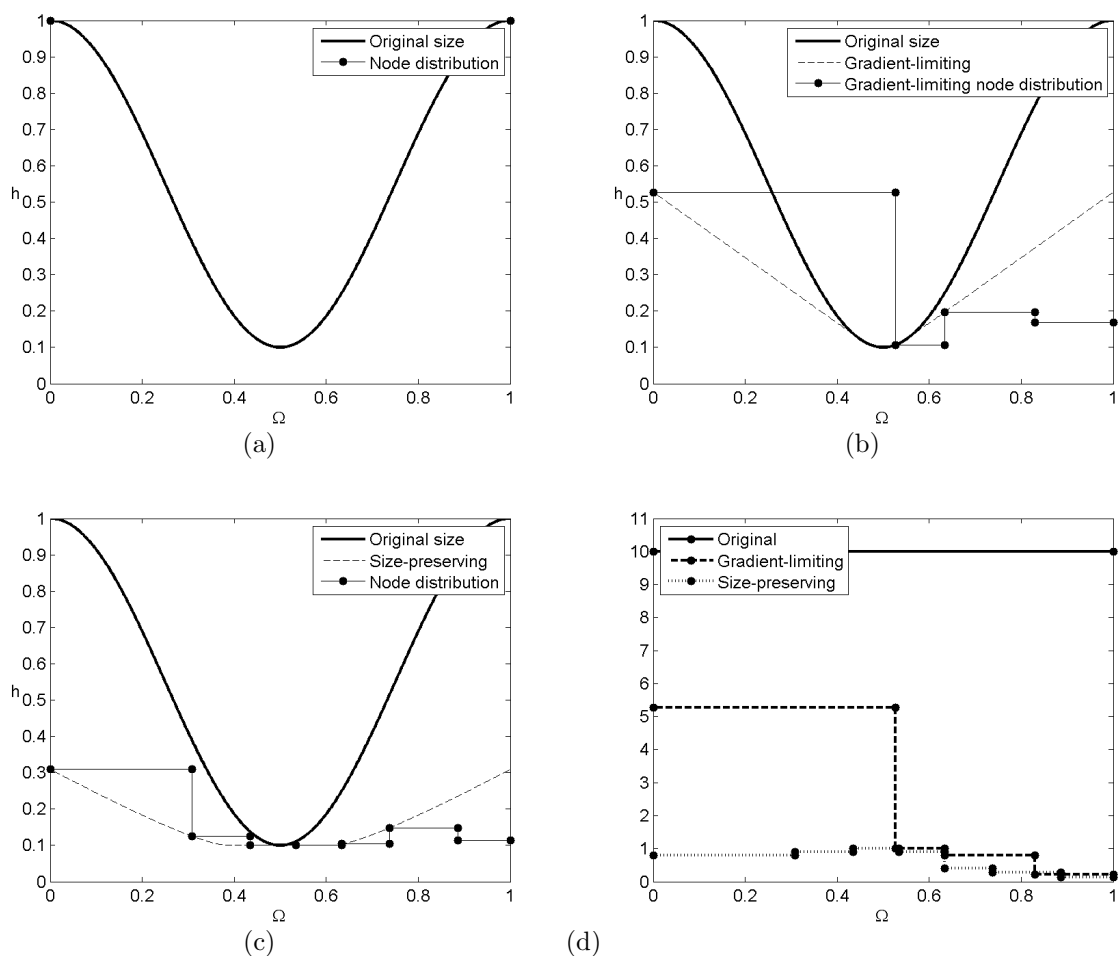 1
0.9
0.8
0.7
0.6
0.5
0.4
0.3
0.2
0.1
0
h
0 0.2 0.4 0.6 0.8 1
Ω
Original size
Node distribution
(a)
1
0.9
0.8
0.7
0.6
0.5
0.4
0.3
0.2
0.1
0
h
0 0.2 0.4 0.6 0.8 1
Ω
Original size
Gradient-limiting
Gradient-limiting node distribution
(b)
1
0.9
0.8
0.7
0.6
0.5
0.4
0.3
0.2
0.1
0
h
0 0.2 0.4 0.6 0.8 1
Ω
Original size
Size-preserving
Node distribution
(c)
11
10
9
8
7
6
5
4
3
2
1
0
0 0.2 0.4 0.6 0.8 1
Ω
Original
Gradient-limiting
Size-preserving
(d)